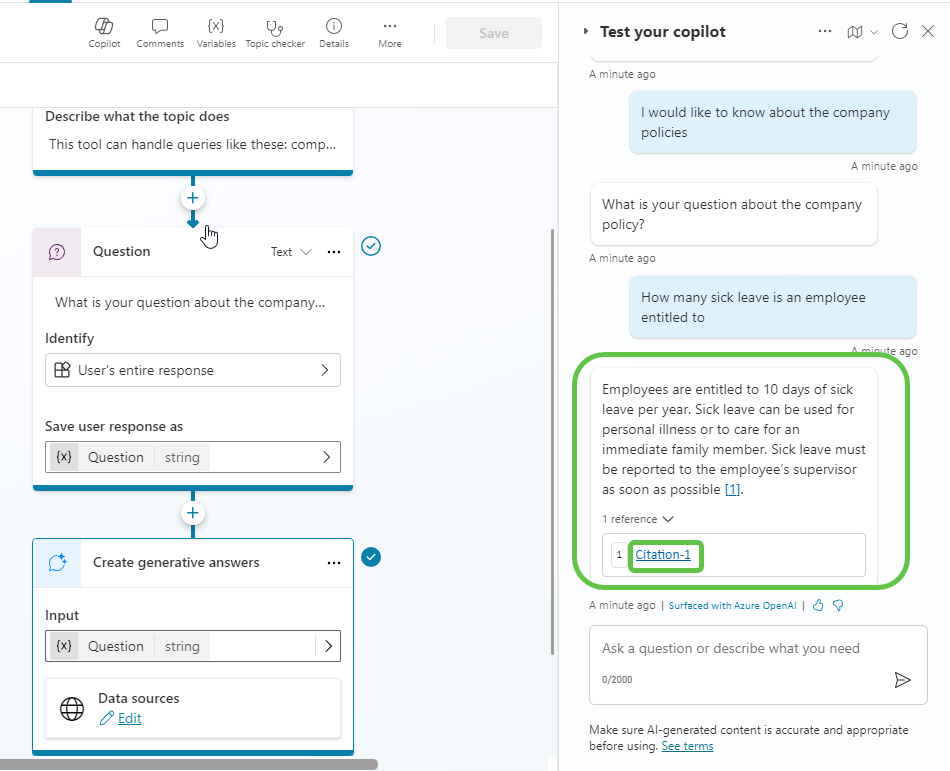 Copilot
Comments
{x}
Variables
Topic checker
Details
More
Save
Describe what the topic does
This tool can handle queries like these: comp...
Question
Text
What is your question about the company...
Identify
User's entire response
Save user response as
{x} Question string
Create generative answers
Input
{x} Question string
Data sources
Edit
Test your copilot
A minute ago
I would like to know about the company
policies
A minute ago
What is your question about the company
policy?
A minute ago
How many sick leave is an employee
entitled to
A minute ago
Employees are entitled to 10 days of sick
leave per year. Sick leave can be used for
personal illness or to care for an
immediate family member. Sick leave must
be reported to the employee’s supervisor
as soon as possible [1].
1 reference
1 Citation-1
A minute ago | Surfaced with Azure OpenAI |
Ask a question or describe what you need
0/2000
Make sure AI-generated content is accurate and appropriate
before using. See terms